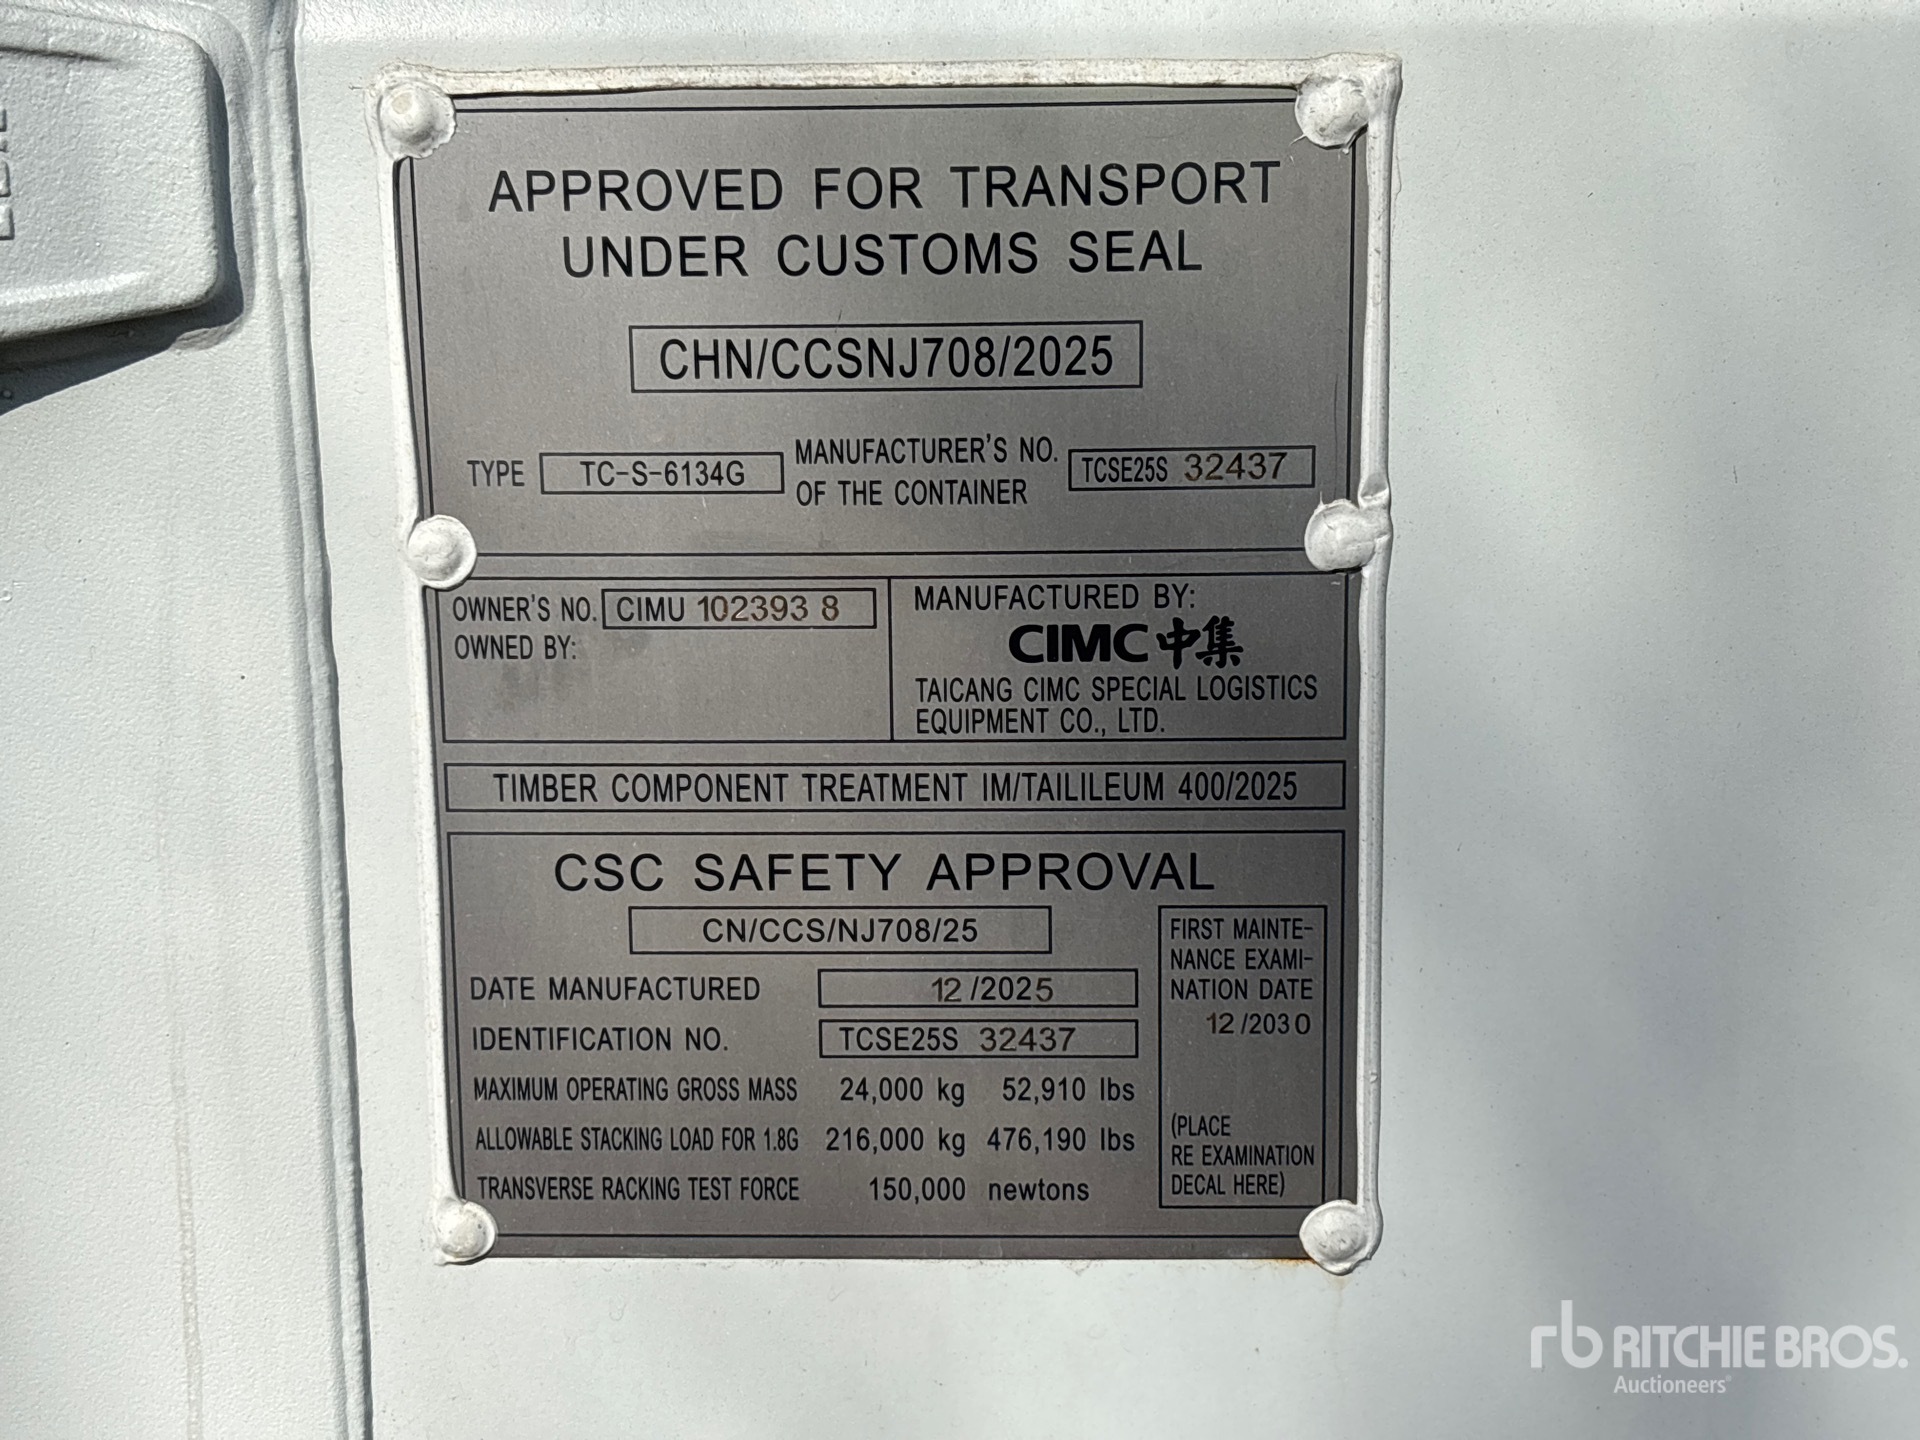 APPROVED FOR TRANSPORT
UNDER CUSTOMS SEAL
CHN/CCSNJ708/2025
TYPE TC-S-6134G MANUFACTURER'S NO. OF THE CONTAINER TCSE25S 32437
OWNER'S NO. CIMU 102393 8
OWNED BY:
MANUFACTURED BY:
CIMC中集
TAICANG CIMC SPECIAL LOGISTICS
EQUIPMENT CO., LTD.
TIMBER COMPONENT TREATMENT IM/TAILILEUM 400/2025
CSC SAFETY APPROVAL
CN/CCS/NJ708/25
DATE MANUFACTURED 12/2025
IDENTIFICATION NO. TCSE25S 32437
MAXIMUM OPERATING GROSS MASS 24,000 kg 52,910 lbs
ALLOWABLE STACKING LOAD FOR 1.8G 216,000 kg 476,190 lbs
TRANSVERSE RACKING TEST FORCE 150,000 newtons
FIRST MAINTE-
NANCE EXAMI-
NATION DATE
12/2030
(PLACE
RE EXAMINATION
DECAL HERE)
rb RITCHIE BROS.
Auctioneers